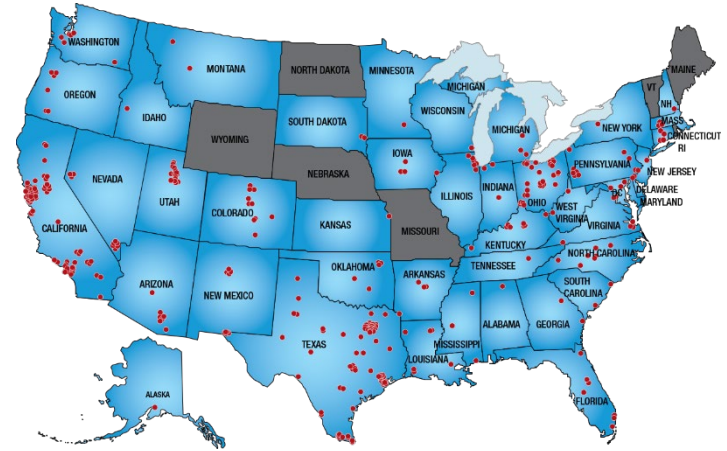 WASHINGTON
OREGON
IDAHO
MONTANA
NORTH DAKOTA
SOUTH DAKOTA
MINNESOTA
WISCONSIN
MICHIGAN
MICHIGAN
NEW YORK
VT
NH
MAINE
MASS
CONNECTICUT
RI
WYOMING
NEBRASKA
IOWA
ILLINOIS
INDIANA
OHIO
PENNSYLVANIA
NEW JERSEY
DELAWARE
MARYLAND
DC
WEST
VIRGINIA
VIRGINIA
NEVADA
UTAH
COLORADO
KANSAS
MISSOURI
KENTUCKY
CALIFORNIA
ARIZONA
NEW MEXICO
OKLAHOMA
ARKANSAS
TENNESSEE
NORTH CAROLINA
SOUTH
CAROLINA
TEXAS
LOUISIANA
MISSISSIPPI
ALABAMA
GEORGIA
FLORIDA
ALASKA